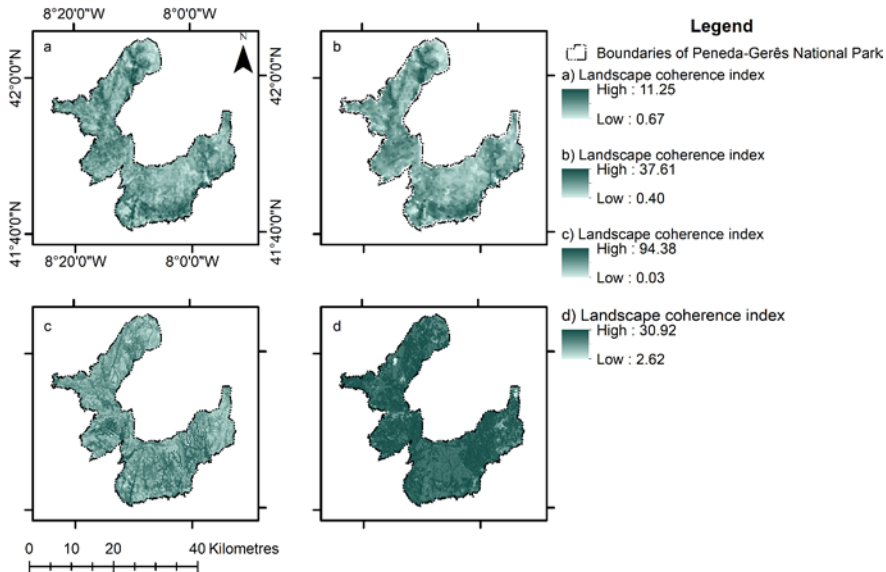 8°20'0"W 8°0'0"W
a
N
42°0'0"N
41°40'0"N
8°20'0"W 8°0'0"W
b
42°0'0"N
41°40'0"N
c
d
0 10 20 40 Kilometres
Legend
Boundaries of Peneda-Gerês National Park
a) Landscape coherence index
High : 11.25
Low : 0.67
b) Landscape coherence index
High : 37.61
Low : 0.40
c) Landscape coherence index
High : 94.38
Low : 0.03
d) Landscape coherence index
High : 30.92
Low : 2.62